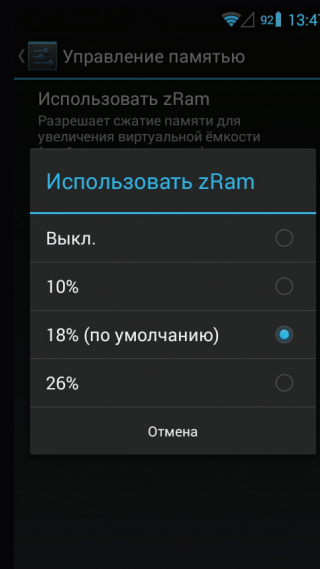 92 13:47
Управление памятью
Использовать zRam
Разрешает сжатие памяти для
увеличения виртуальной ёмкости
Использовать zRam
Выкл.
10%
18% (по умолчанию)
26%
Отмена